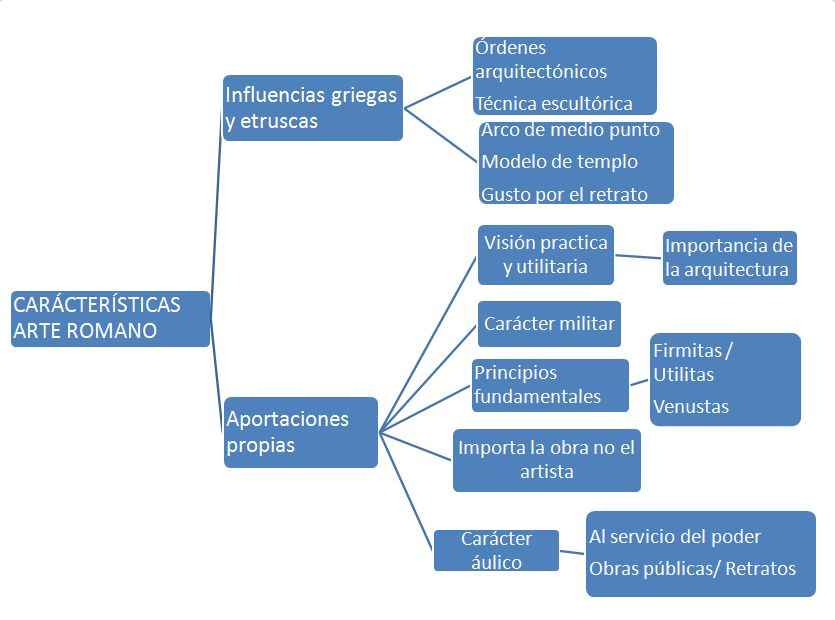 CARÁCTERÍSTICAS
ARTE ROMANO
Influencias griegas
y etruscas
Órdenes
arquitectónicos
Técnica escultórica
Arco de medio punto
Modelo de templo
Gusto por el retrato
Aportaciones
propias
Visión practica
y utilitaria
Importancia de
la arquitectura
Carácter militar
Principios
fundamentales
Firmitas /
Utilitas
Venustas
Importa la obra no el
artista
Carácter
áulico
Al servicio del poder
Obras públicas/ Retratos